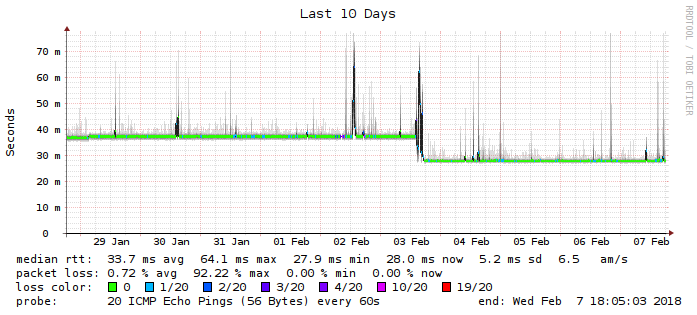 Last 10 Days
RRDTOOL / TOBI OETIKER
Seconds
70 m
60 m
50 m
40 m
30 m
20 m
10 m
0
29 Jan 30 Jan 31 Jan 01 Feb 02 Feb 03 Feb 04 Feb 05 Feb 06 Feb 07 Feb
median rtt: 33.7 ms avg 64.1 ms max 27.9 ms min 28.0 ms now 5.2 ms sd 6.5 am/s
packet loss: 0.72 % avg 92.22 % max 0.00 % min 0.00 % now
loss color: 0 1/20 2/20 3/20 4/20 10/20 19/20
probe: 20 ICMP Echo Pings (56 Bytes) every 60s end: Wed Feb 7 18:05:03 2018